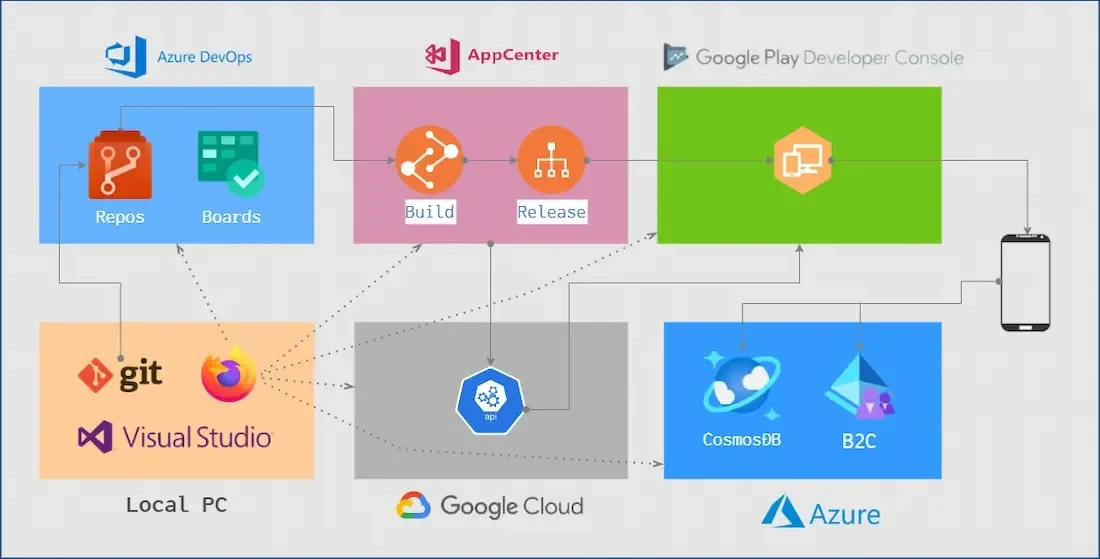 Azure DevOps
AppCenter
Google Play Developer Console
Repos
Boards
Build
Release
git
Visual Studio
api
CosmosDB
B2C
Local PC
Google Cloud
Azure